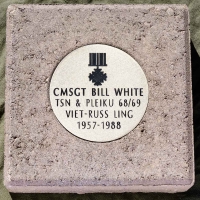 CMSGT BILL WHITE
TSN & PLEIKU 68/69
VIET-RUSS LING
1957-1988